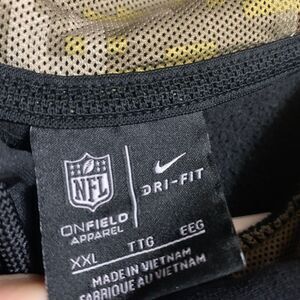 NFL
DRI-FIT
ONFIELD
APPAREL
XXL TTG EEG
MADE IN VIETNAM
FABRIQUE AU VIETNAM